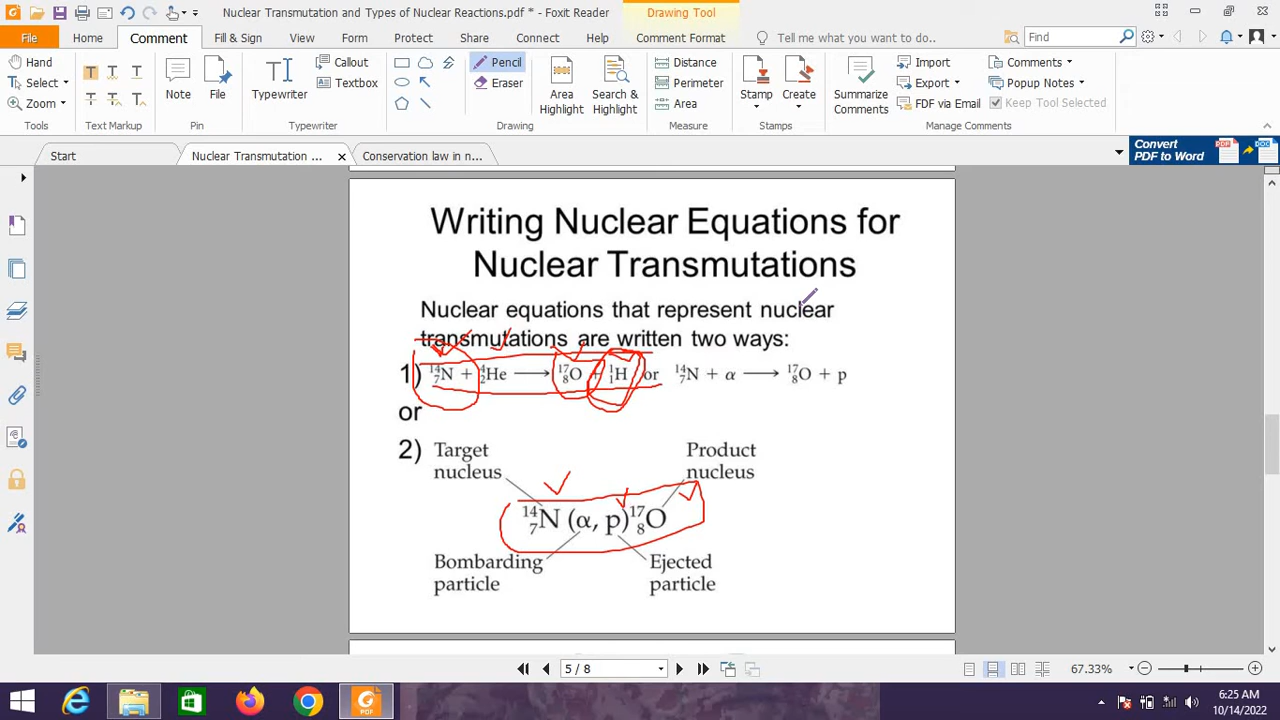 Nuclear Transmutation and Types of Nuclear Reactions.pdf * - Foxit Reader
Drawing Tool
File Home Comment Fill & Sign View Form Protect Share Connect Help Comment Format Tell me what you want to do... Find
Hand
Select
Zoom
Tools
T T T
T T T
Text Markup
Note
File
Pin
Typewriter
Callout
Textbox
Typewriter
Pencil
Eraser
Area Highlight
Search & Highlight
Drawing
Distance
Perimeter
Area
Measure
Stamp
Create
Stamps
Summarize Comments
Import
Export
FDF via Email
Comments
Popup Notes
Keep Tool Selected
Manage Comments
Start
Nuclear Transmutation ...
Conservation law in n...
Convert
PDF to Word
Writing Nuclear Equations for
Nuclear Transmutations
Nuclear equations that represent nuclear
transmutations are written two ways:
1) ¹⁴₇N + ⁴₂He ⟶ ¹⁷₈O + ¹₁H or ¹⁴₇N + α ⟶ ¹⁷₈O + p
or
2) Target nucleus
Product nucleus
¹⁴₇N (α, p)¹⁷₈O
Bombarding particle
Ejected particle
5 / 8
67.33%
PDF
6:25 AM
10/14/2022